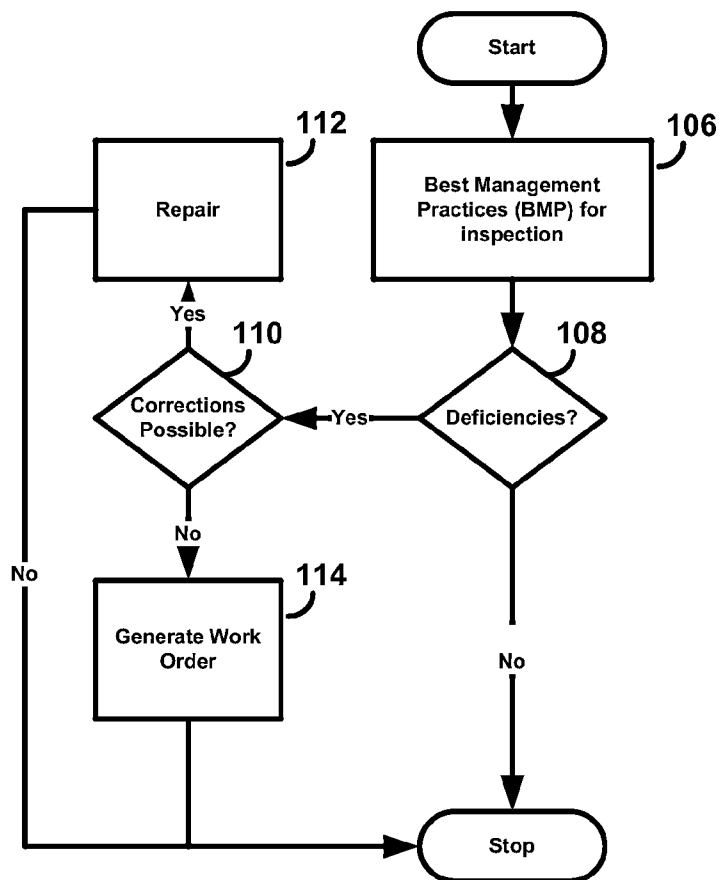 Start
106
Best Management
Practices (BMP) for
inspection
112
Repair
Yes
110
Corrections
Possible?
108
Deficiencies?
Yes
No
114
Generate Work
Order
No
No
Stop